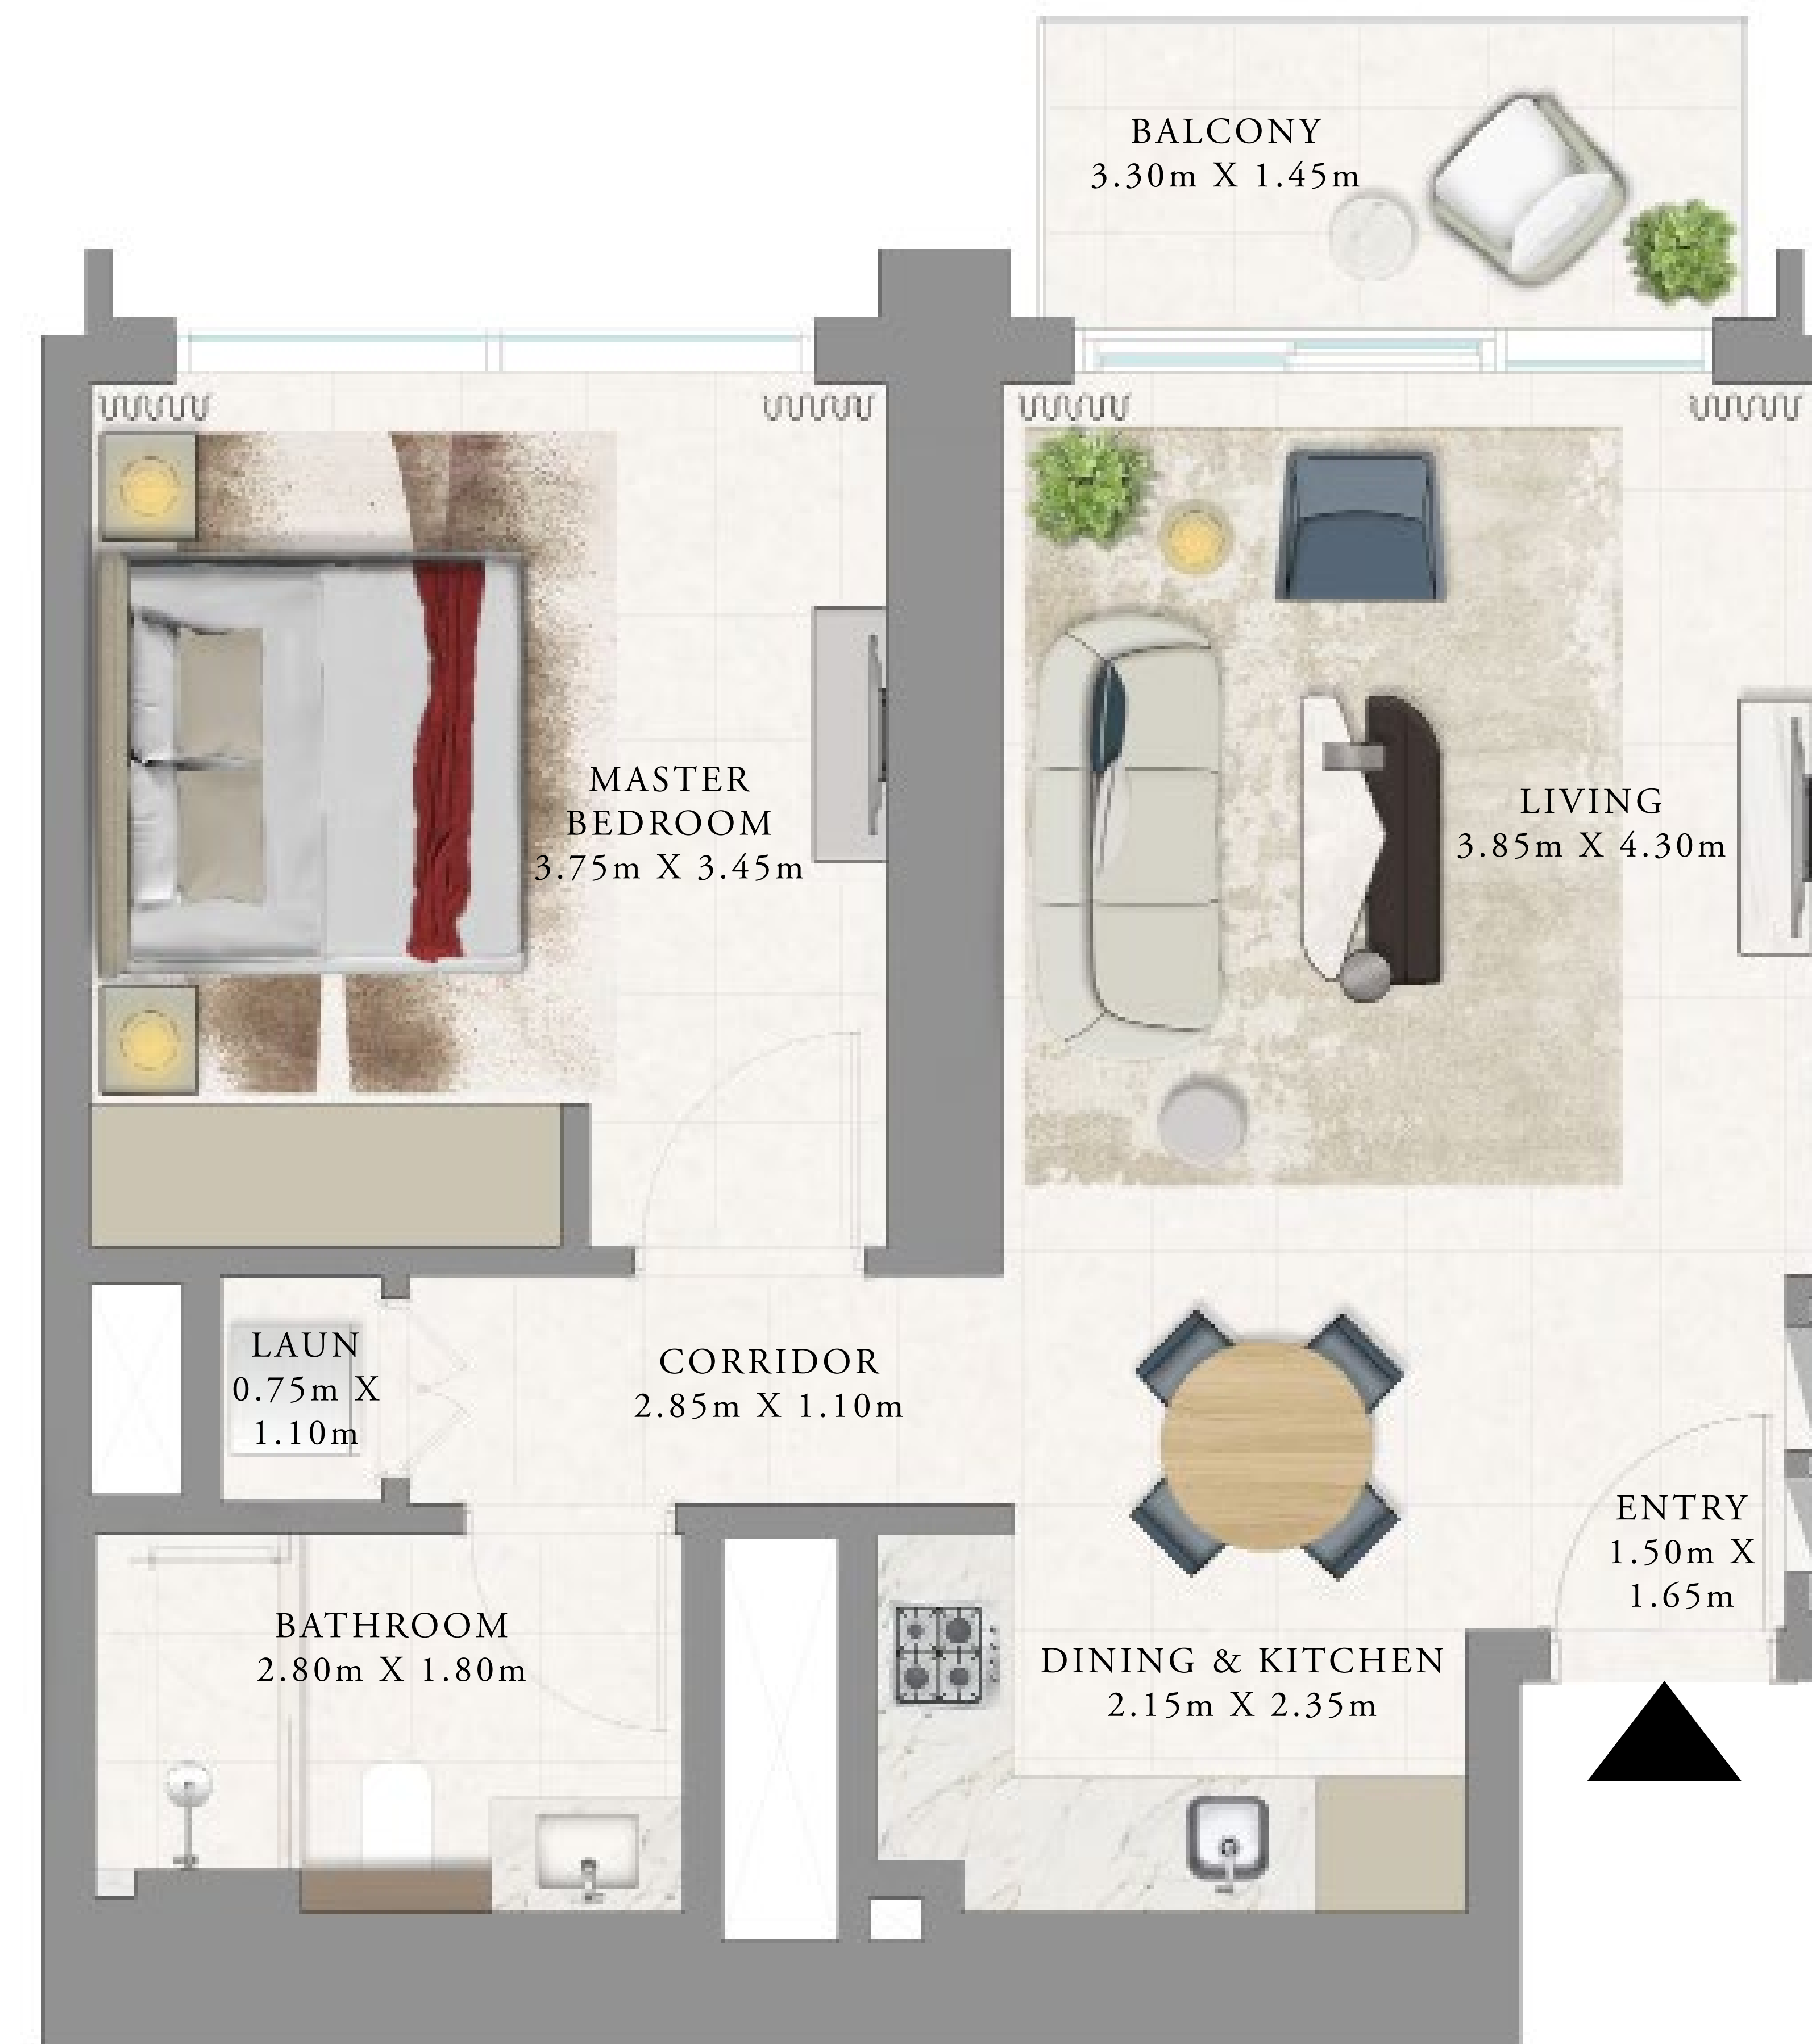 BALCONY
3.30m X 1.45m
MASTER
BEDROOM
3.75m X 3.45m
LIVING
3.85m X 4.30m
LAUN
0.75m X
1.10m
CORRIDOR
2.85m X 1.10m
ENTRY
1.50m X
1.65m
BATHROOM
2.80m X 1.80m
DINING & KITCHEN
2.15m X 2.35m